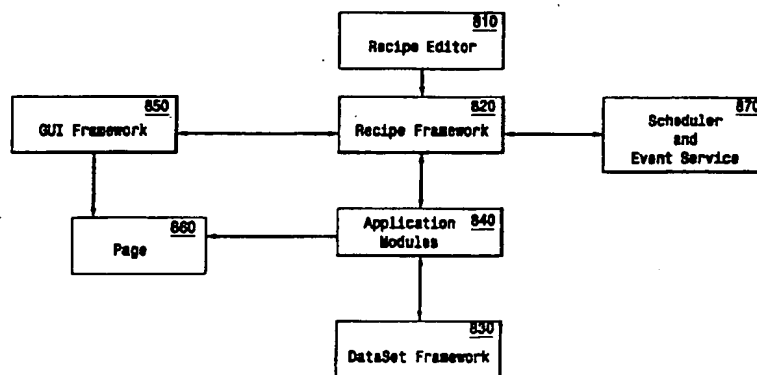 810
Recipe Editor
850
GUI Framework
820
Recipe Framework
870
Scheduler
and
Event Service
860
Page
840
Application
Modules
830
DataSet Framework